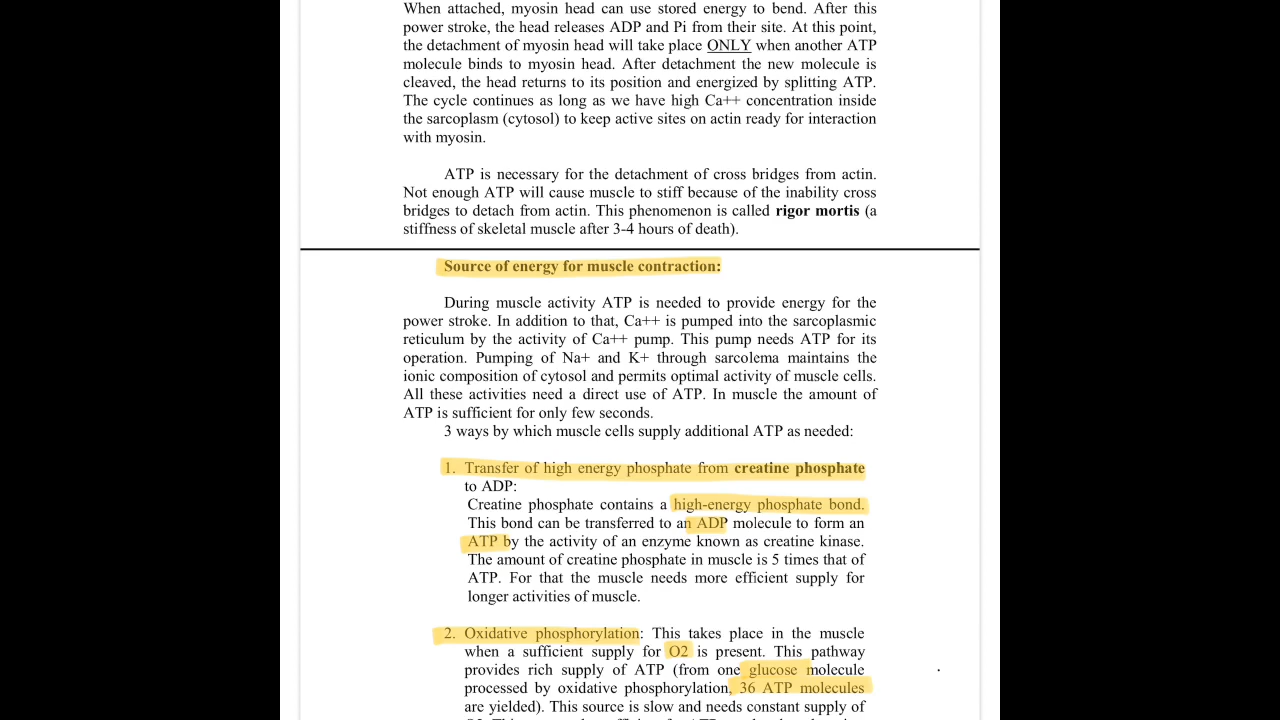 When attached, myosin head can use stored energy to bend. After this
power stroke, the head releases ADP and Pi from their site. At this point,
the detachment of myosin head will take place ONLY when another ATP
molecule binds to myosin head. After detachment the new molecule is
cleaved, the head returns to its position and energized by splitting ATP.
The cycle continues as long as we have high Ca++ concentration inside
the sarcoplasm (cytosol) to keep active sites on actin ready for interaction
with myosin.
ATP is necessary for the detachment of cross bridges from actin.
Not enough ATP will cause muscle to stiff because of the inability cross
bridges to detach from actin. This phenomenon is called rigor mortis (a
stiffness of skeletal muscle after 3-4 hours of death).
Source of energy for muscle contraction:
During muscle activity ATP is needed to provide energy for the
power stroke. In addition to that, Ca++ is pumped into the sarcoplasmic
reticulum by the activity of Ca++ pump. This pump needs ATP for its
operation. Pumping of Na+ and K+ through sarcolema maintains the
ionic composition of cytosol and permits optimal activity of muscle cells.
All these activities need a direct use of ATP. In muscle the amount of
ATP is sufficient for only few seconds.
3 ways by which muscle cells supply additional ATP as needed:
1. Transfer of high energy phosphate from creatine phosphate
to ADP:
Creatine phosphate contains a high-energy phosphate bond.
This bond can be transferred to an ADP molecule to form an
ATP by the activity of an enzyme known as creatine kinase.
The amount of creatine phosphate in muscle is 5 times that of
ATP. For that the muscle needs more efficient supply for
longer activities of muscle.
2. Oxidative phosphorylation: This takes place in the muscle
when a sufficient supply for O2 is present. This pathway
provides rich supply of ATP (from one glucose molecule
processed by oxidative phosphorylation, 36 ATP molecules
are yielded). This source is slow and needs constant supply of